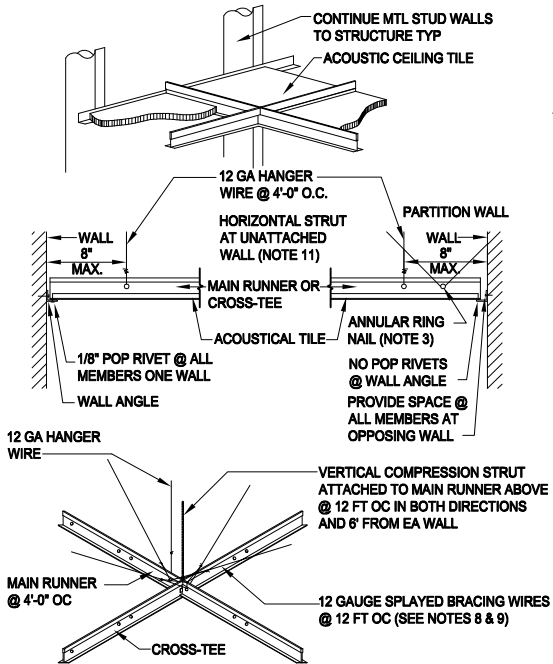 CONTINUE MTL STUD WALLS
TO STRUCTURE TYP
ACOUSTIC CEILING TILE
12 GA HANGER
WIRE @ 4'-0" O.C.
PARTITION WALL
HORIZONTAL STRUT
AT UNATTACHED
WALL (NOTE 11)
WALL
8"
MAX.
WALL
8"
MAX.
MAIN RUNNER OR
CROSS-TEE
ACOUSTICAL TILE
ANNULAR RING
NAIL (NOTE 3)
1/8" POP RIVET @ ALL
MEMBERS ONE WALL
WALL ANGLE
NO POP RIVETS
@ WALL ANGLE
PROVIDE SPACE @
ALL MEMBERS AT
OPPOSING WALL
12 GA HANGER
WIRE
VERTICAL COMPRESSION STRUT
ATTACHED TO MAIN RUNNER ABOVE
@ 12 FT OC IN BOTH DIRECTIONS
AND 6' FROM EA WALL
MAIN RUNNER
@ 4'-0" OC
12 GAUGE SPLAYED BRACING WIRES
@ 12 FT OC (SEE NOTES 8 & 9)
CROSS-TEE